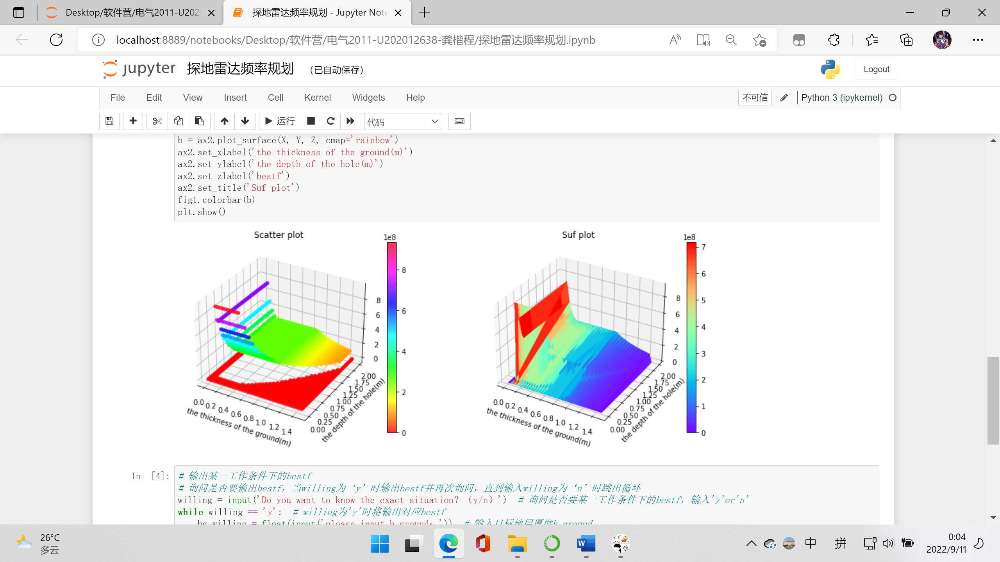 Desktop/软件营/电气2011-U202
探地雷达频率规划 - Jupyter Note
localhost:8889/notebooks/Desktop/软件营/电气2011-U202012638-龚楷程/探地雷达频率规划.ipynb
jupyter 探地雷达频率规划 (已自动保存)
Logout
File Edit View Insert Cell Kernel Widgets Help
不可信 Python 3 (ipykernel)
运行 代码
b = ax2.plot_surface(X, Y, Z, cmap='rainbow')
ax2.set_xlabel('the thickness of the ground(m)')
ax2.set_ylabel('the depth of the hole(m)')
ax2.set_zlabel('bestf')
ax2.set_title('Suf plot')
fig1.colorbar(b)
plt.show()
Scatter plot
1e8
8
6
4
2
0
8
6
4
2
0
0.0 0.2 0.4 0.6 0.8 1.0 1.2 1.4
the thickness of the ground(m)
0.00 0.25 0.50 0.75 1.00 1.25 1.50 1.75 2.00
the depth of the hole(m)
Suf plot
1e8
7
6
5
4
3
2
1
0
8
6
4
2
0
0.0 0.2 0.4 0.6 0.8 1.0 1.2 1.4
the thickness of the ground(m)
0.00 0.25 0.50 0.75 1.00 1.25 1.50 1.75 2.00
the depth of the hole(m)
In [4]:
# 输出某一工作条件下的bestf
# 询问是否要输出bestf，当willing为‘y’时输出bestf并再次询问，直到输入willing为‘n’时跳出循环
willing = input('Do you want to know the exact situation? （y/n）') # 询问是否要某一工作条件下的bestf，输入'y'or'n'
while willing == 'y': # willing为'y'时将输出对应bestf
hg_willing = float(input('please input h_ground：')) # 输入目标地层厚度h_ground
26°C
多云
中
拼
0:04
2022/9/11